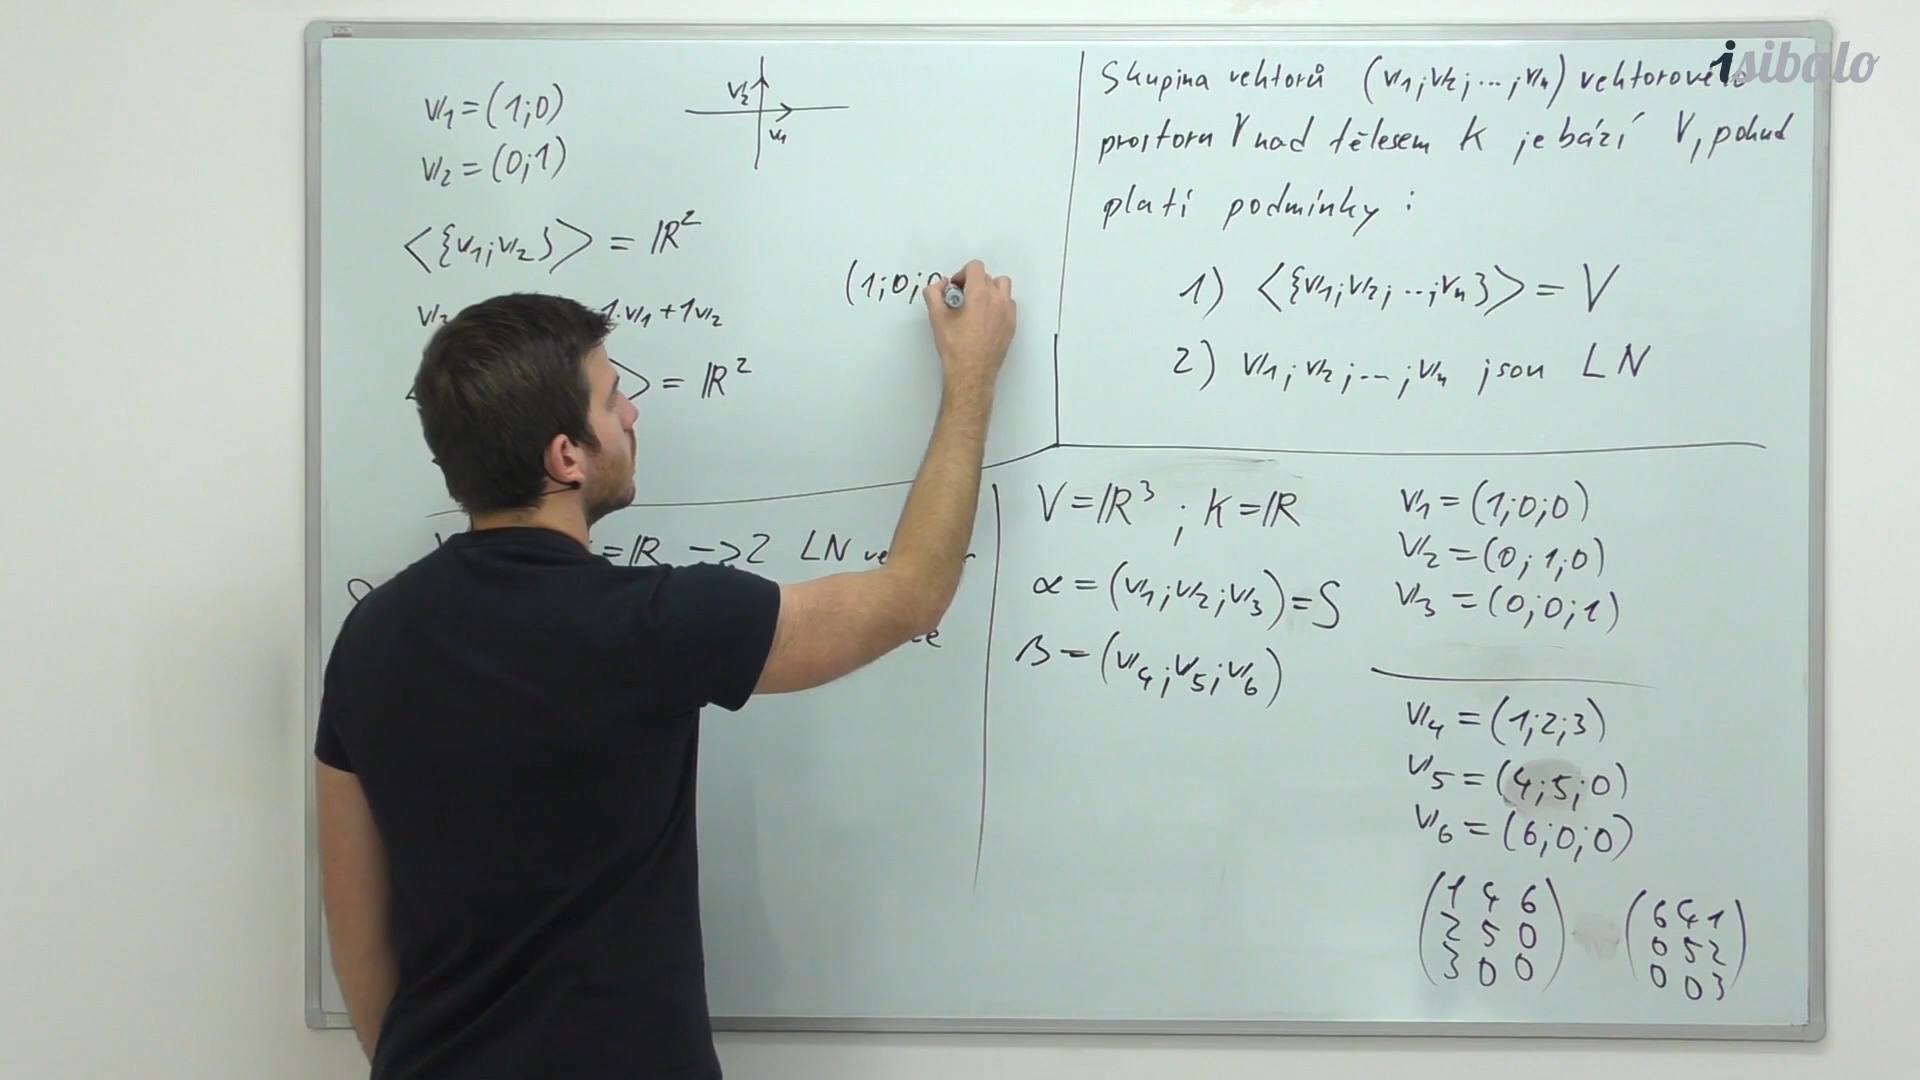 v1 = (1;0)
v2 = (0;1)
v2
v1
<{v1;v2}> = ℝ²
1·v1 + 1v2
> = ℝ²
(1;0;0
= ℝ -> 2 LN
Skupina vektorů (v1;v2;...;vn) vektorového
prostoru V nad tělesem K je bází V, pokud
platí podmínky:
1) <{v1;v2;...;vn}> = V
2) v1;v2;...;vn jsou LN
V = ℝ³ ; K = ℝ
α = (v1;v2;v3) = S
β = (v4;v5;v6)
v1 = (1;0;0)
v2 = (0;1;0)
v3 = (0;0;1)
v4 = (1;2;3)
v5 = (4;5;0)
v6 = (6;0;0)
1 4 6
2 5 0
3 0 0
6 4 1
0 5 2
0 0 3
isibalo